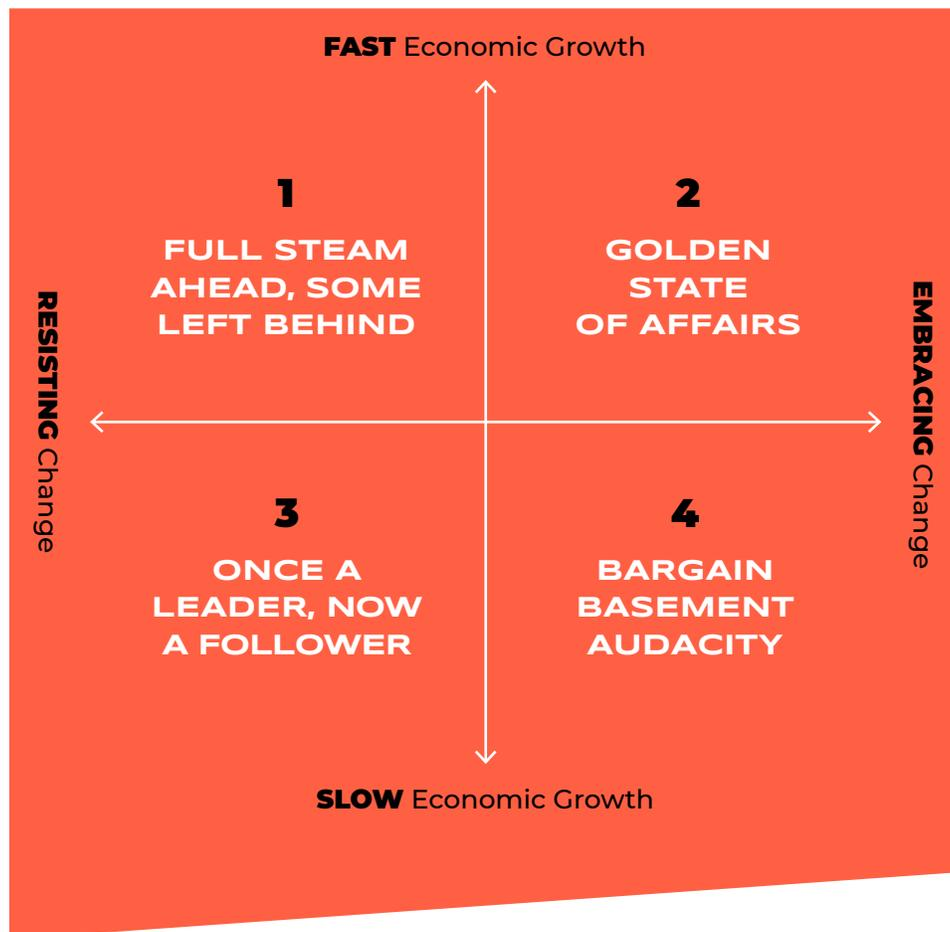 FAST Economic Growth
1
FULL STEAM
AHEAD, SOME
LEFT BEHIND
2
GOLDEN
STATE
OF AFFAIRS
RESISTING Change
EMBRACING Change
3
ONCE A
LEADER, NOW
A FOLLOWER
4
BARGAIN
BASEMENT
AUDACITY
SLOW Economic Growth